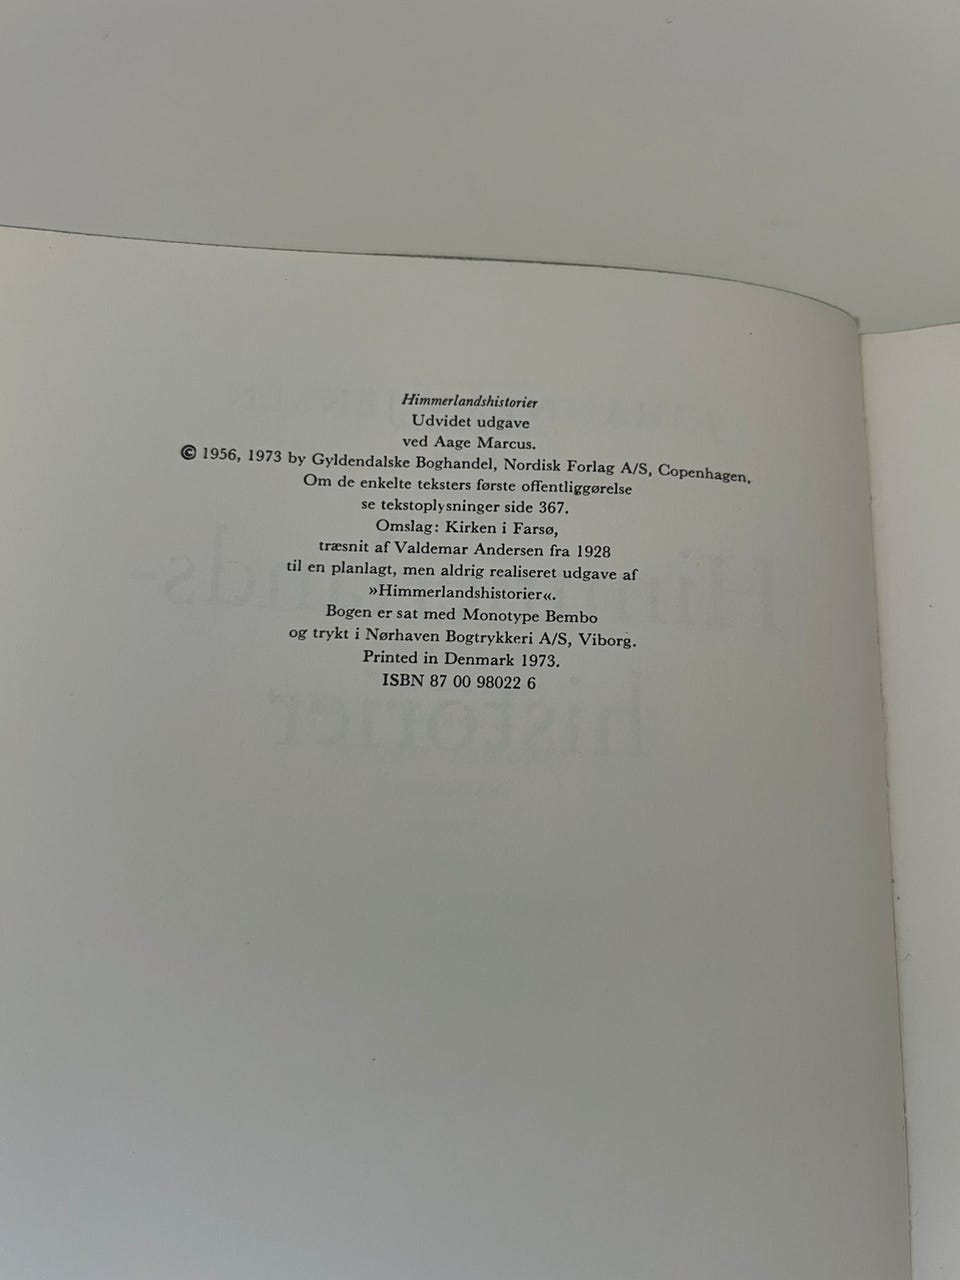 Himmerlandshistorier
Udvidet udgave
ved Aage Marcus.
© 1956, 1973 by Gyldendalske Boghandel, Nordisk Forlag A/S, Copenhagen,
Om de enkelte teksters første offentliggørelse
se tekstoplysninger side 367.
Omslag: Kirken i Farsø,
træsnit af Valdemar Andersen fra 1928
til en planlagt, men aldrig realiseret udgave af
»Himmerlandshistorier«.
Bogen er sat med Monotype Bembo
og trykt i Nørhaven Bogtrykkeri A/S, Viborg.
Printed in Denmark 1973.
ISBN 87 00 98022 6